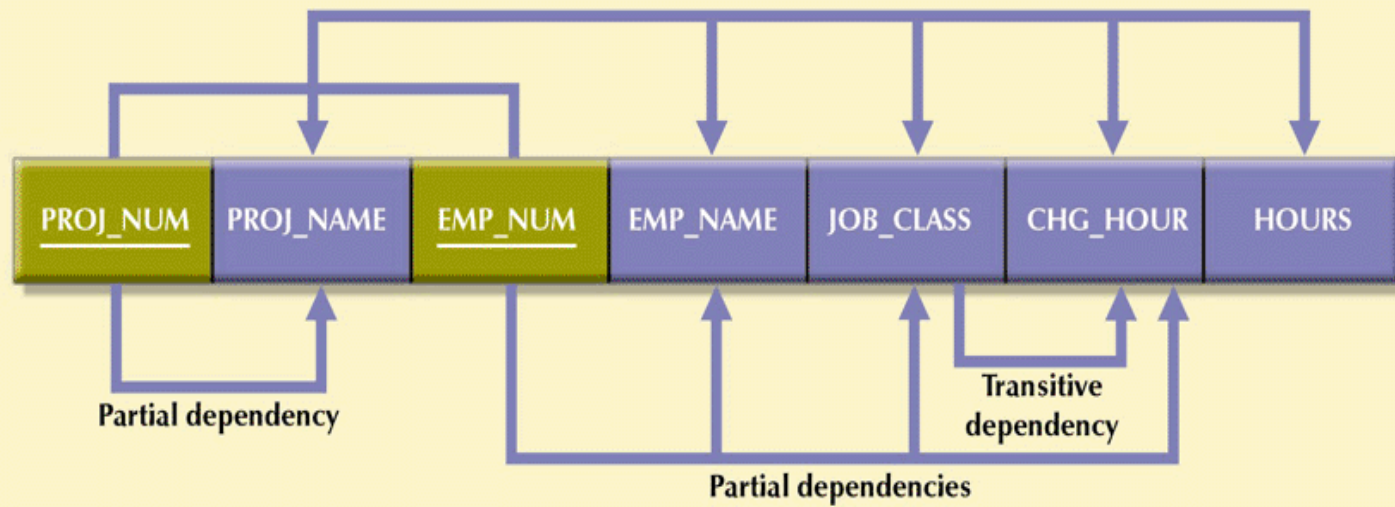 PROJ_NUM PROJ_NAME EMP_NUM EMP_NAME JOB_CLASS CHG_HOUR HOURS
Partial dependency
Transitive
dependency
Partial dependencies